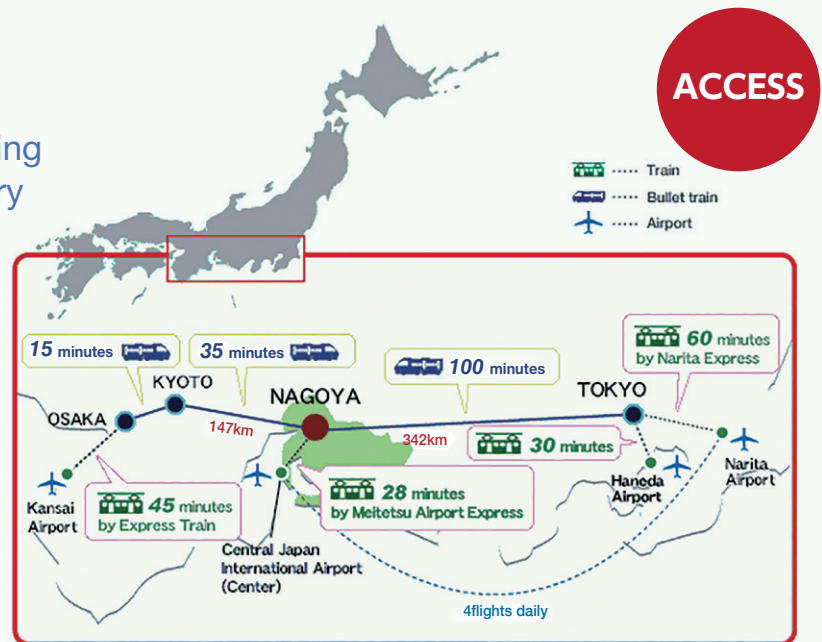 ACCESS
ing
ry
Train
Bullet train
Airport
15 minutes
35 minutes
100 minutes
60 minutes
by Narita Express
KYOTO
NAGOYA
TOKYO
OSAKA
147km
342km
30 minutes
Kansai
Airport
45 minutes
by Express Train
28 minutes
by Meitetsu Airport Express
Haneda
Airport
Narita
Airport
Central Japan
International Airport
(Center)
4flights daily